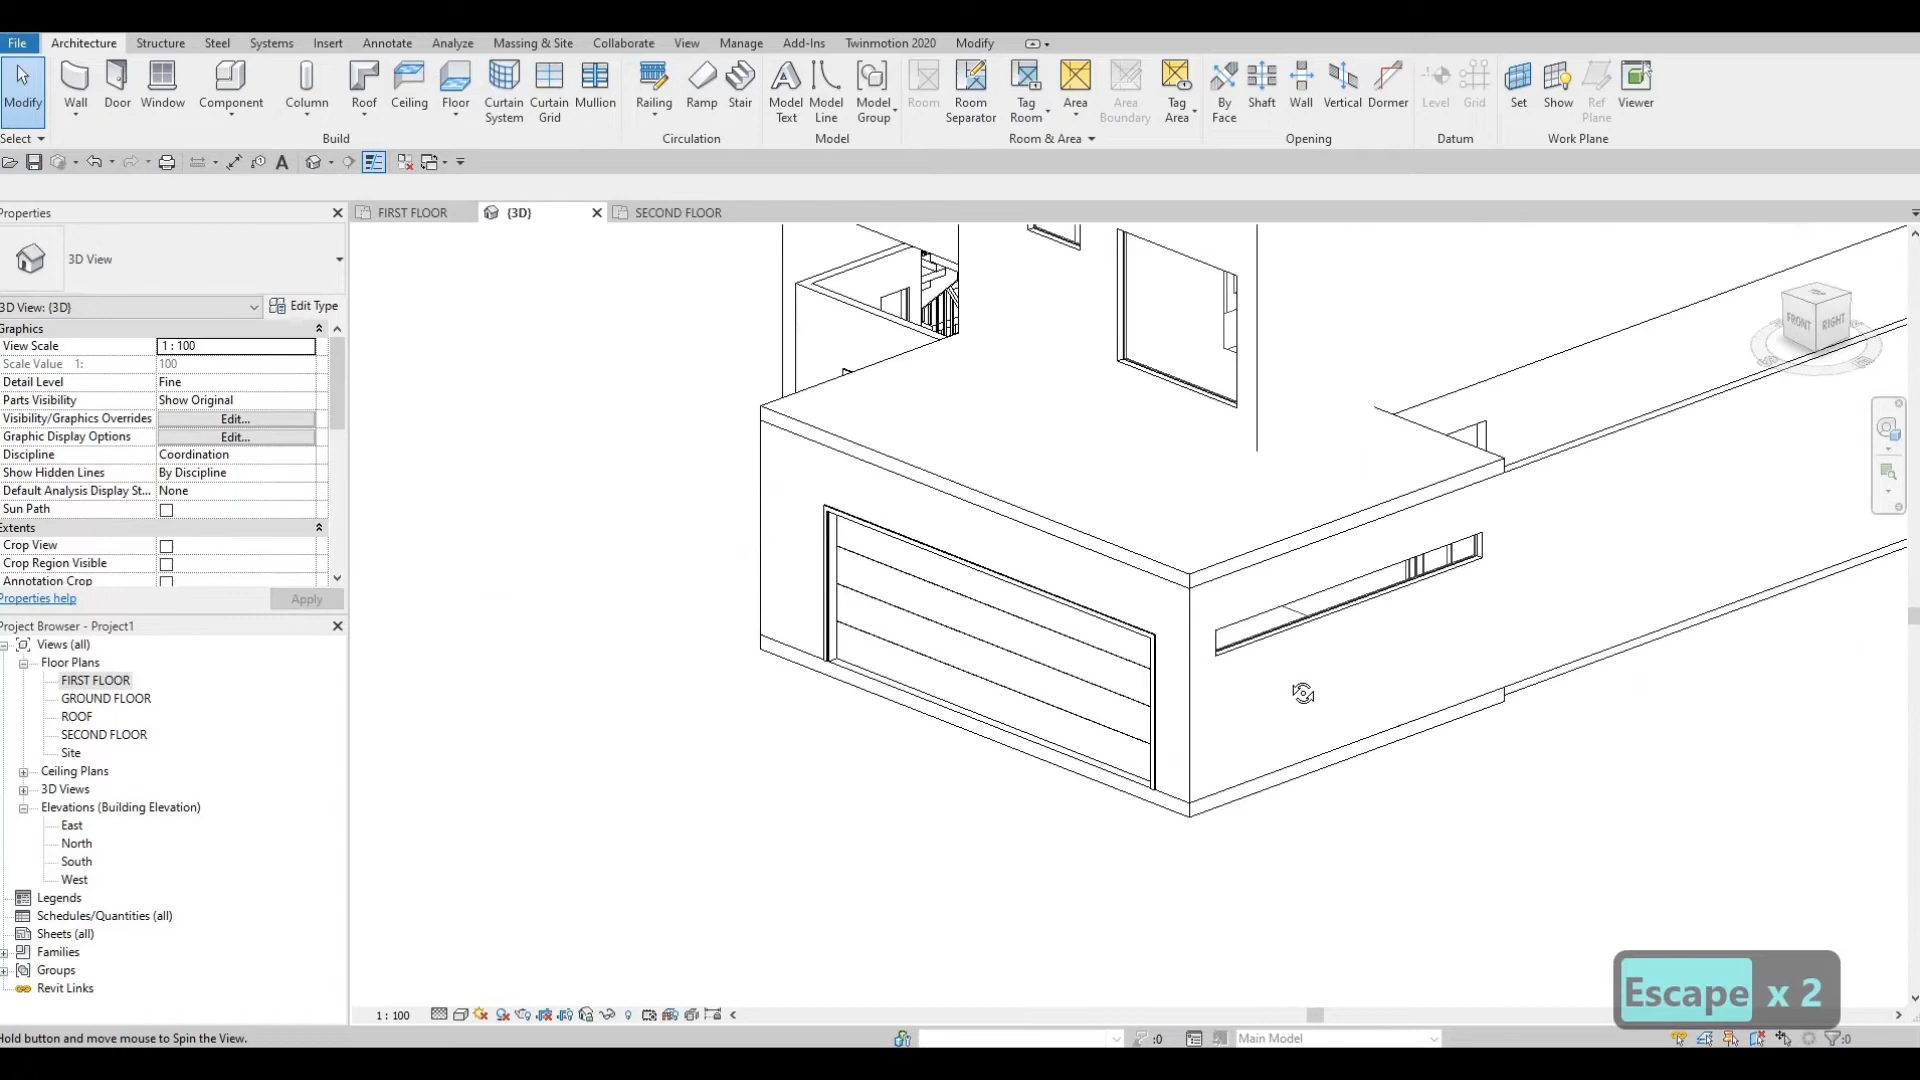 File Architecture Structure Steel Systems Insert Annotate Analyze Massing & Site Collaborate View Manage Add-Ins Twinmotion 2020 Modify
Modify Wall Door Window Component Column Roof Ceiling Floor Curtain System Curtain Grid Mullion Railing Ramp Stair Model Text Model Line Model Group Room Room Separator Tag Room Area Area Boundary Tag Area By Face Shaft Wall Vertical Dormer Level Grid Set Show Ref Plane Viewer
Select Build Circulation Model Room & Area Opening Datum Work Plane
Properties
FIRST FLOOR {3D} SECOND FLOOR
3D View
3D View: {3D} Edit Type
Graphics
View Scale 1 : 100
Scale Value 1: 100
Detail Level Fine
Parts Visibility Show Original
Visibility/Graphics Overrides Edit...
Graphic Display Options Edit...
Discipline Coordination
Show Hidden Lines By Discipline
Default Analysis Display St... None
Sun Path
Extents
Crop View
Crop Region Visible
Annotation Crop
Properties help Apply
Project Browser - Project1
Views (all)
Floor Plans
FIRST FLOOR
GROUND FLOOR
ROOF
SECOND FLOOR
Site
Ceiling Plans
3D Views
Elevations (Building Elevation)
East
North
South
West
Legends
Schedules/Quantities (all)
Sheets (all)
Families
Groups
Revit Links
FRONT RIGHT
Escape x 2
1 : 100
Hold button and move mouse to Spin the View. :0 Main Model :0